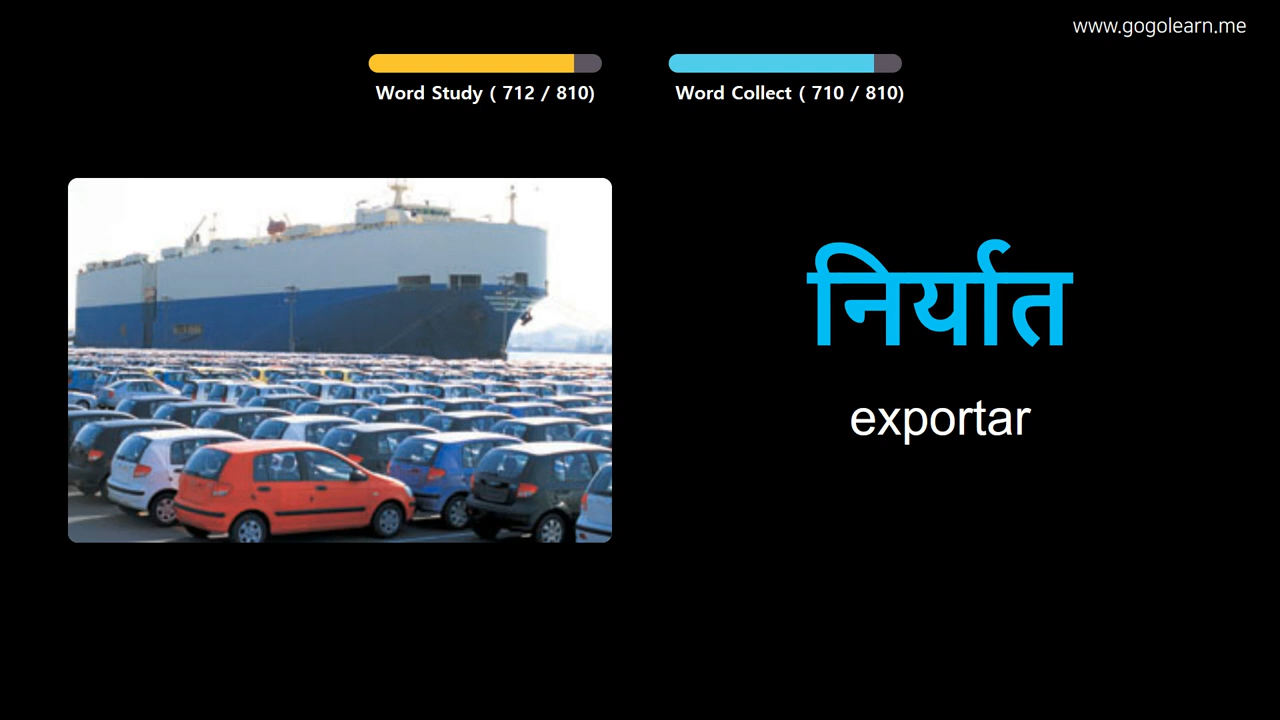 www.gogolearn.me
Word Study ( 712 / 810)
Word Collect ( 710 / 810)
निर्यात
exportar